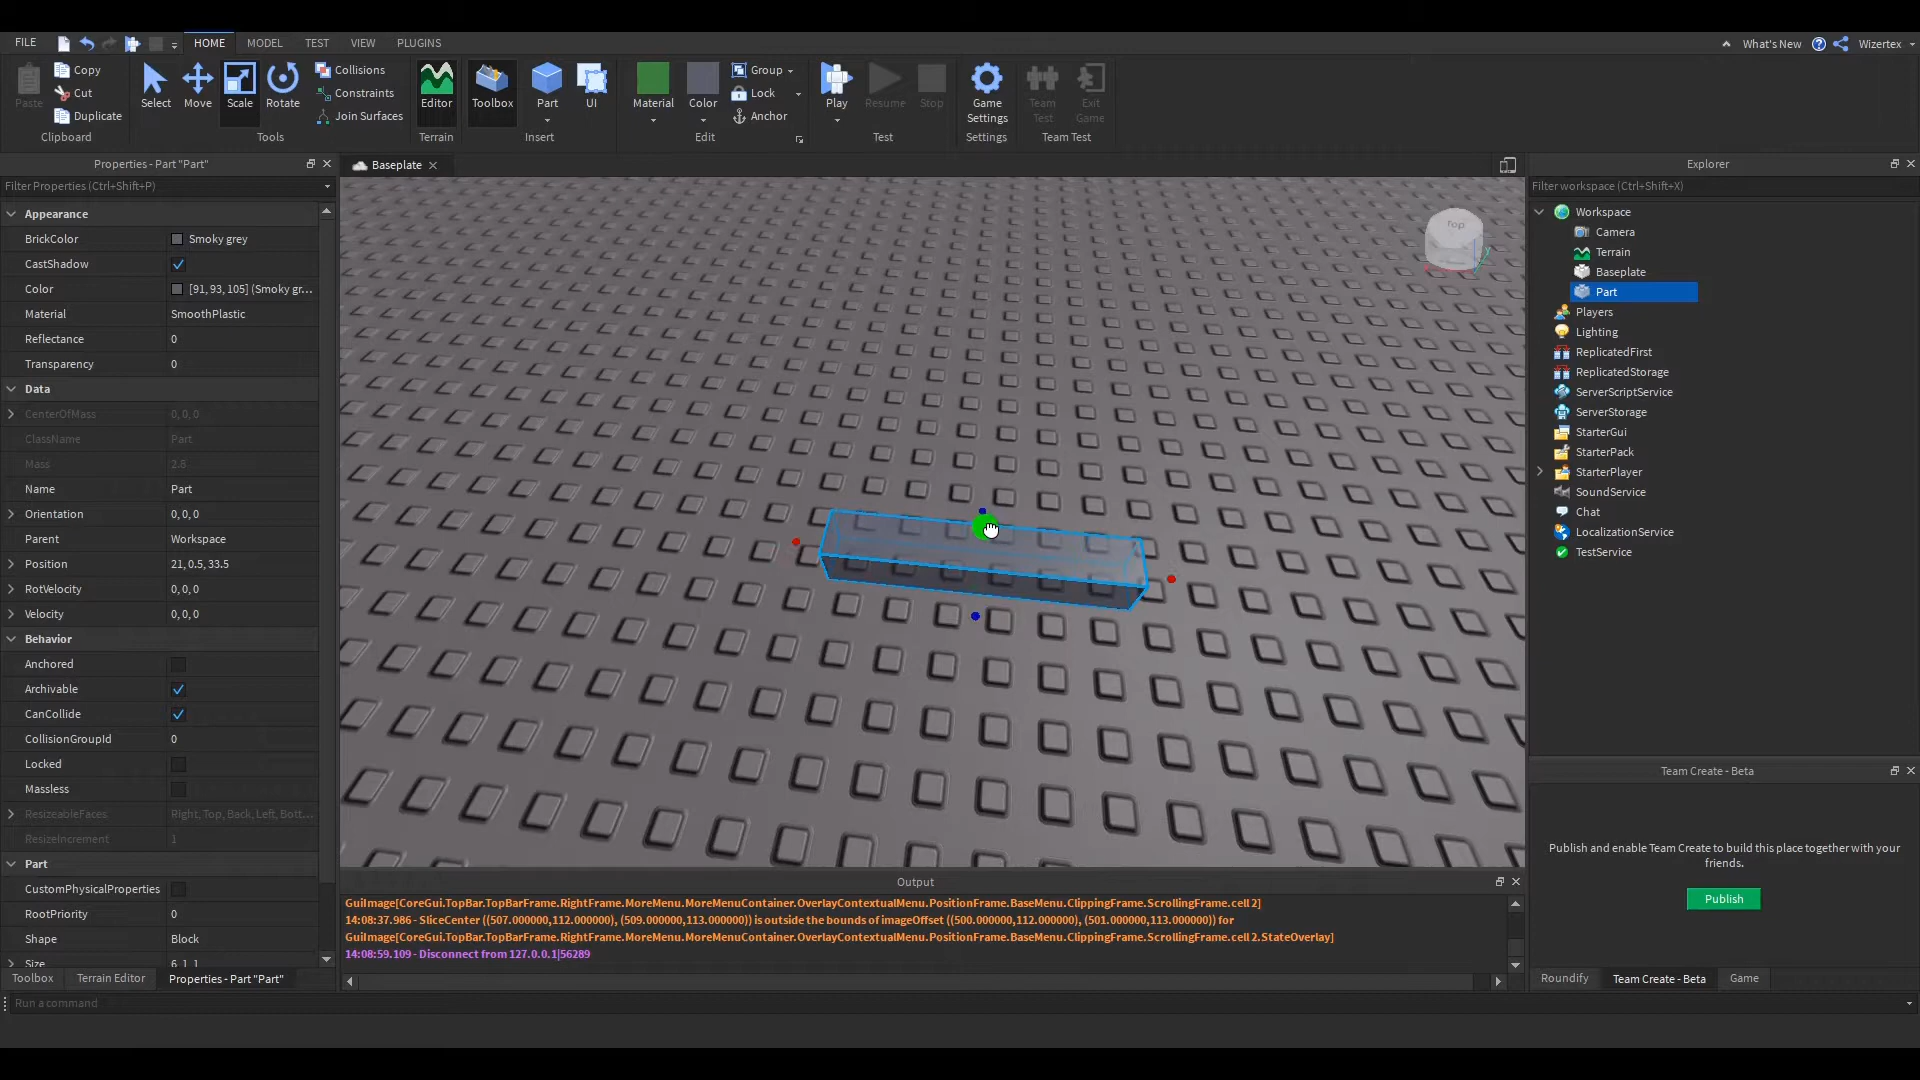 FILE HOME MODEL TEST VIEW PLUGINS What's New Wizertex
Paste Copy Cut Duplicate Clipboard
Select Move Scale Rotate Collisions Constraints Join Surfaces Tools
Editor Terrain
Toolbox Part UI Insert
Material Color Group Lock Anchor Edit
Play Resume Stop Test
Game Settings Settings
Team Test Exit Game Team Test
Properties - Part "Part"
Filter Properties (Ctrl+Shift+P)
Appearance
BrickColor Smoky grey
CastShadow
Color [91, 93, 105] (Smoky gr...
Material SmoothPlastic
Reflectance 0
Transparency 0
Data
CenterOfMass 0, 0, 0
ClassName Part
Mass 2.8
Name Part
Orientation 0, 0, 0
Parent Workspace
Position 21, 0.5, 33.5
RotVelocity 0, 0, 0
Velocity 0, 0, 0
Behavior
Anchored
Archivable
CanCollide
CollisionGroupId 0
Locked
Massless
ResizeableFaces Right, Top, Back, Left, Bott...
ResizeIncrement 1
Part
CustomPhysicalProperties
RootPriority 0
Shape Block
Size 6, 1, 1
Toolbox Terrain Editor Properties - Part "Part"
Run a command
Baseplate
Top
y
Output
GuiImage[CoreGui.TopBar.TopBarFrame.RightFrame.MoreMenu.MoreMenuContainer.OverlayContextualMenu.PositionFrame.BaseMenu.ClippingFrame.ScrollingFrame.cell 2]
14:08:37.986 - SliceCenter ((507.000000,112.000000), (509.000000,113.000000)) is outside the bounds of imageOffset ((500.000000,112.000000), (501.000000,113.000000)) for
GuiImage[CoreGui.TopBar.TopBarFrame.RightFrame.MoreMenu.MoreMenuContainer.OverlayContextualMenu.PositionFrame.BaseMenu.ClippingFrame.ScrollingFrame.cell 2.StateOverlay]
14:08:59.109 - Disconnect from 127.0.0.1|56289
Explorer
Filter workspace (Ctrl+Shift+X)
Workspace
Camera
Terrain
Baseplate
Part
Players
Lighting
ReplicatedFirst
ReplicatedStorage
ServerScriptService
ServerStorage
StarterGui
StarterPack
StarterPlayer
SoundService
Chat
LocalizationService
TestService
Team Create - Beta
Publish and enable Team Create to build this place together with your
friends.
Publish
Roundify Team Create - Beta Game